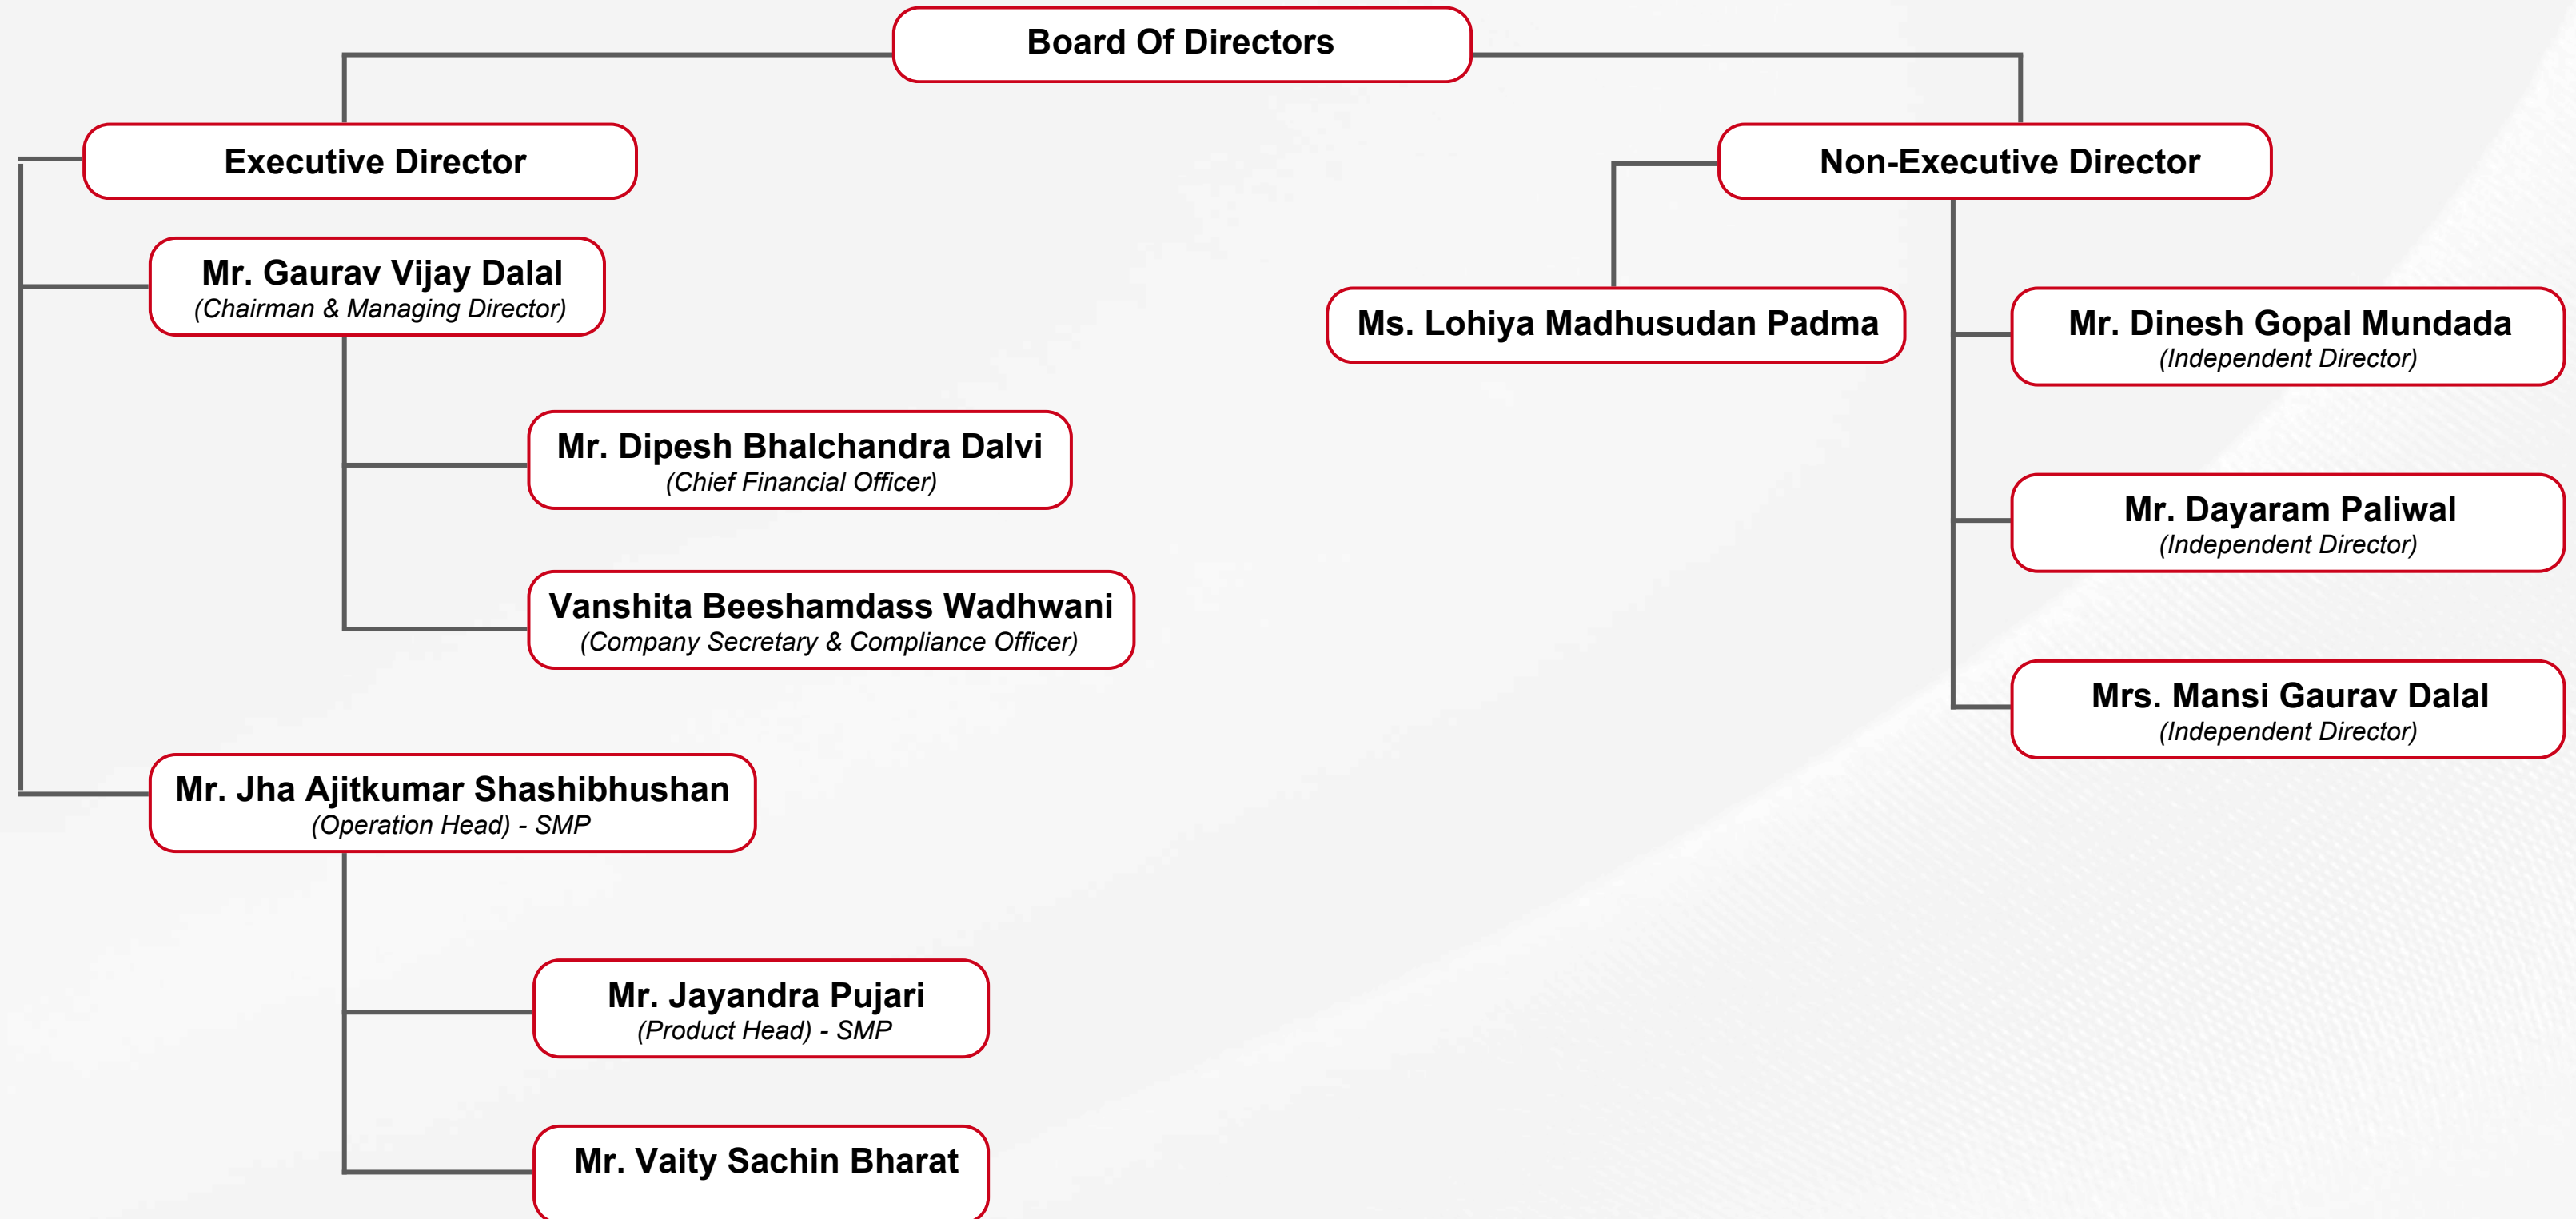 Board Of Directors
Executive Director
Non-Executive Director
Mr. Gaurav Vijay Dalal
(Chairman & Managing Director)
Ms. Lohiya Madhusudan Padma
Mr. Dinesh Gopal Mundada
(Independent Director)
Mr. Dipesh Bhalchandra Dalvi
(Chief Financial Officer)
Mr. Dayaram Paliwal
(Independent Director)
Vanshita Beeshamdass Wadhwani
(Company Secretary & Compliance Officer)
Mrs. Mansi Gaurav Dalal
(Independent Director)
Mr. Jha Ajitkumar Shashibhushan
(Operation Head) - SMP
Mr. Jayandra Pujari
(Product Head) - SMP
Mr. Vaity Sachin Bharat